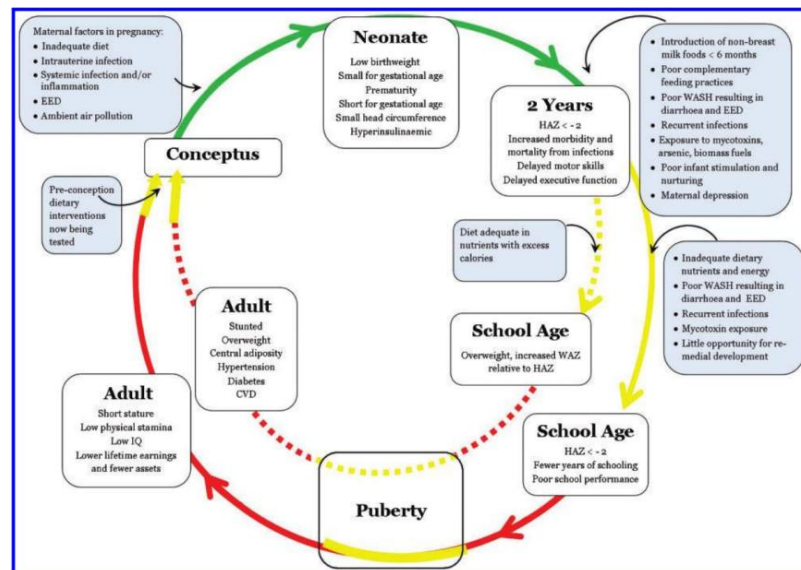 Maternal factors in pregnancy:
• Inadequate diet
• Intrauterine infection
• Systemic infection and/or
inflammation
• EED
• Ambient air pollution
Neonate
Low birthweight
Small for gestational age
Prematurity
Short for gestational age
Small head circumference
Hyperinsulinaemic
• Introduction of non-breast
milk foods < 6 months
• Poor complementary
feeding practices
• Poor WASH resulting in
diarrhoea and EED
• Recurrent infections
• Exposure to mycotoxins,
arsenic, biomass fuels
• Poor infant stimulation and
nurturing
• Maternal depression
2 Years
HAZ < - 2
Increased morbidity and
mortality from infections
Delayed motor skills
Delayed executive function
Conceptus
Pre-conception
dietary
interventions
now being
tested
Diet adequate in
nutrients with excess
calories
• Inadequate dietary
nutrients and energy
• Poor WASH resulting in
diarrhoea and EED
• Recurrent infections
• Mycotoxin exposure
• Little opportunity for re-
medial development
Adult
Stunted
Overweight
Central adiposity
Hypertension
Diabetes
CVD
School Age
Overweight, increased WAZ
relative to HAZ
Adult
Short stature
Low physical stamina
Low IQ
Lower lifetime earnings
and fewer assets
School Age
HAZ < - 2
Fewer years of schooling
Poor school performance
Puberty